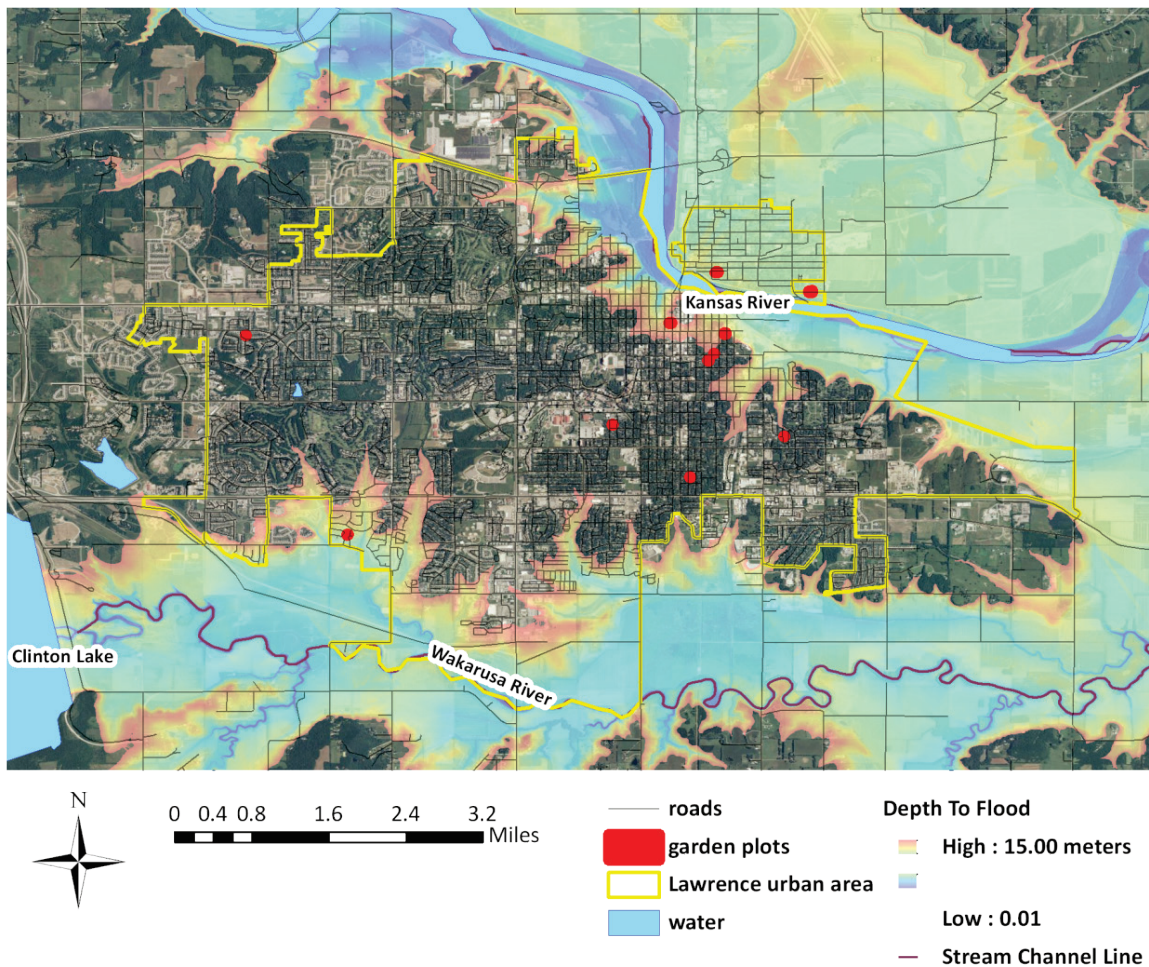 Kansas River
Clinton Lake
Wakarusa River
N
0 0.4 0.8 1.6 2.4 3.2
Miles
roads
garden plots
Lawrence urban area
water
Depth To Flood
High : 15.00 meters
Low : 0.01
Stream Channel Line